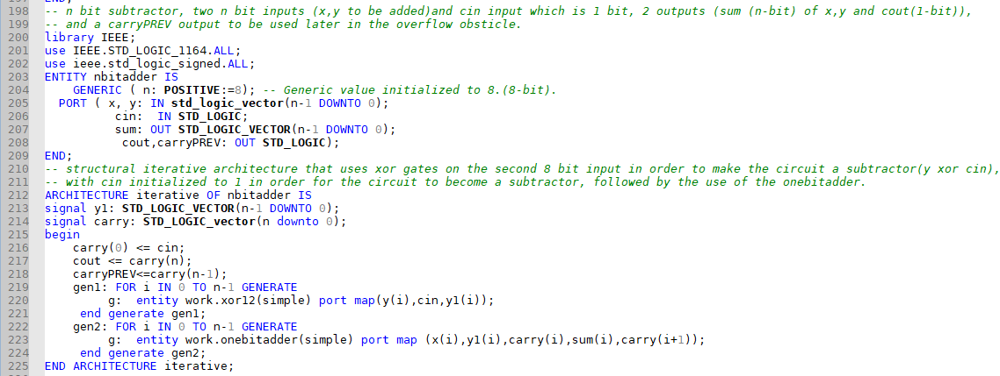 197 END;
198 -- n bit subtractor, two n bit inputs (x,y to be added)and cin input which is 1 bit, 2 outputs (sum (n-bit) of x,y and cout(1-bit)),
199 -- and a carryPREV output to be used later in the overflow obsticle.
200 library IEEE;
201 use IEEE.STD_LOGIC_1164.ALL;
202 use ieee.std_logic_signed.ALL;
203 ENTITY nbitadder IS
204     GENERIC ( n: POSITIVE:=8); -- Generic value initialized to 8.(8-bit).
205   PORT ( x, y: IN std_logic_vector(n-1 DOWNTO 0);
206           cin:  IN STD_LOGIC;
207           sum: OUT STD_LOGIC_VECTOR(n-1 DOWNTO 0);
208            cout,carryPREV: OUT STD_LOGIC);
209 END;
210 -- structural iterative architecture that uses xor gates on the second 8 bit input in order to make the circuit a subtractor(y xor cin),
211 -- with cin initialized to 1 in order for the circuit to become a subtractor, followed by the use of the onebitadder.
212 ARCHITECTURE iterative OF nbitadder IS
213 signal y1: STD_LOGIC_VECTOR(n-1 DOWNTO 0);
214 signal carry: STD_LOGIC_vector(n downto 0);
215 begin
216     carry(0) <= cin;
217     cout <= carry(n);
218     carryPREV<=carry(n-1);
219     gen1: FOR i IN 0 TO n-1 GENERATE
220          g:  entity work.xor12(simple) port map(y(i),cin,y1(i));
221      end generate gen1;
222     gen2: FOR i IN 0 TO n-1 GENERATE
223          g:  entity work.onebitadder(simple) port map (x(i),y1(i),carry(i),sum(i),carry(i+1));
224      end generate gen2;
225 END ARCHITECTURE iterative;